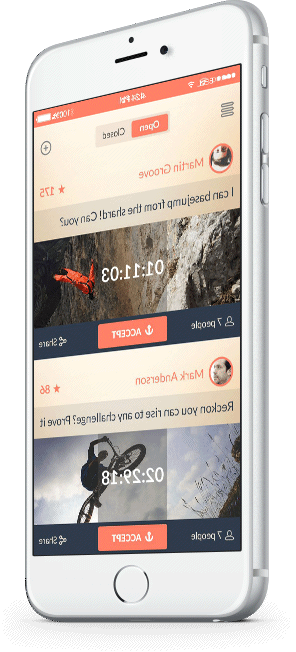 4:24 PM 100%
Open Closed
Martin Groove 175
I can basejump from the shard! Can you?
01:11:03
7 people ACCEPT Share
Mark Anderson 86
Reckon you can rise to any challenge? Prove it
02:29:18
7 people ACCEPT Share